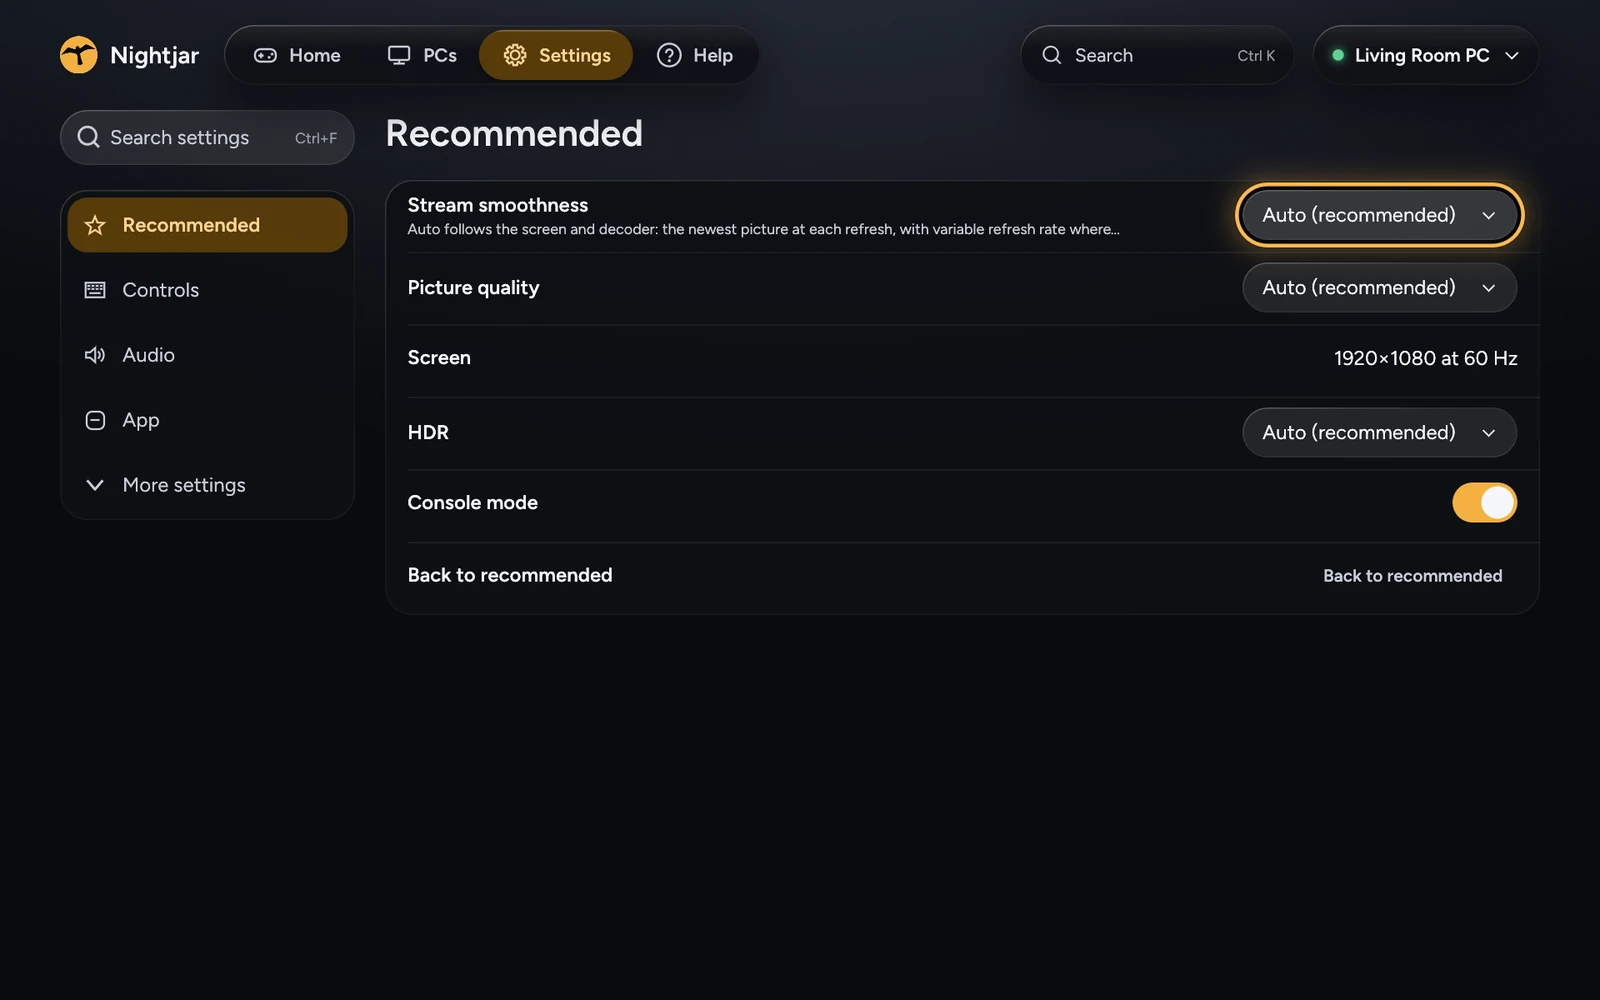 Nightjar
Home
PCs
Settings
Help
Search
Ctrl K
Living Room PC
Search settings
Ctrl+F
Recommended
Controls
Audio
App
More settings
Recommended
Stream smoothness
Auto follows the screen and decoder: the newest picture at each refresh, with variable refresh rate where...
Auto (recommended)
Picture quality
Auto (recommended)
Screen
1920×1080 at 60 Hz
HDR
Auto (recommended)
Console mode
Back to recommended
Back to recommended